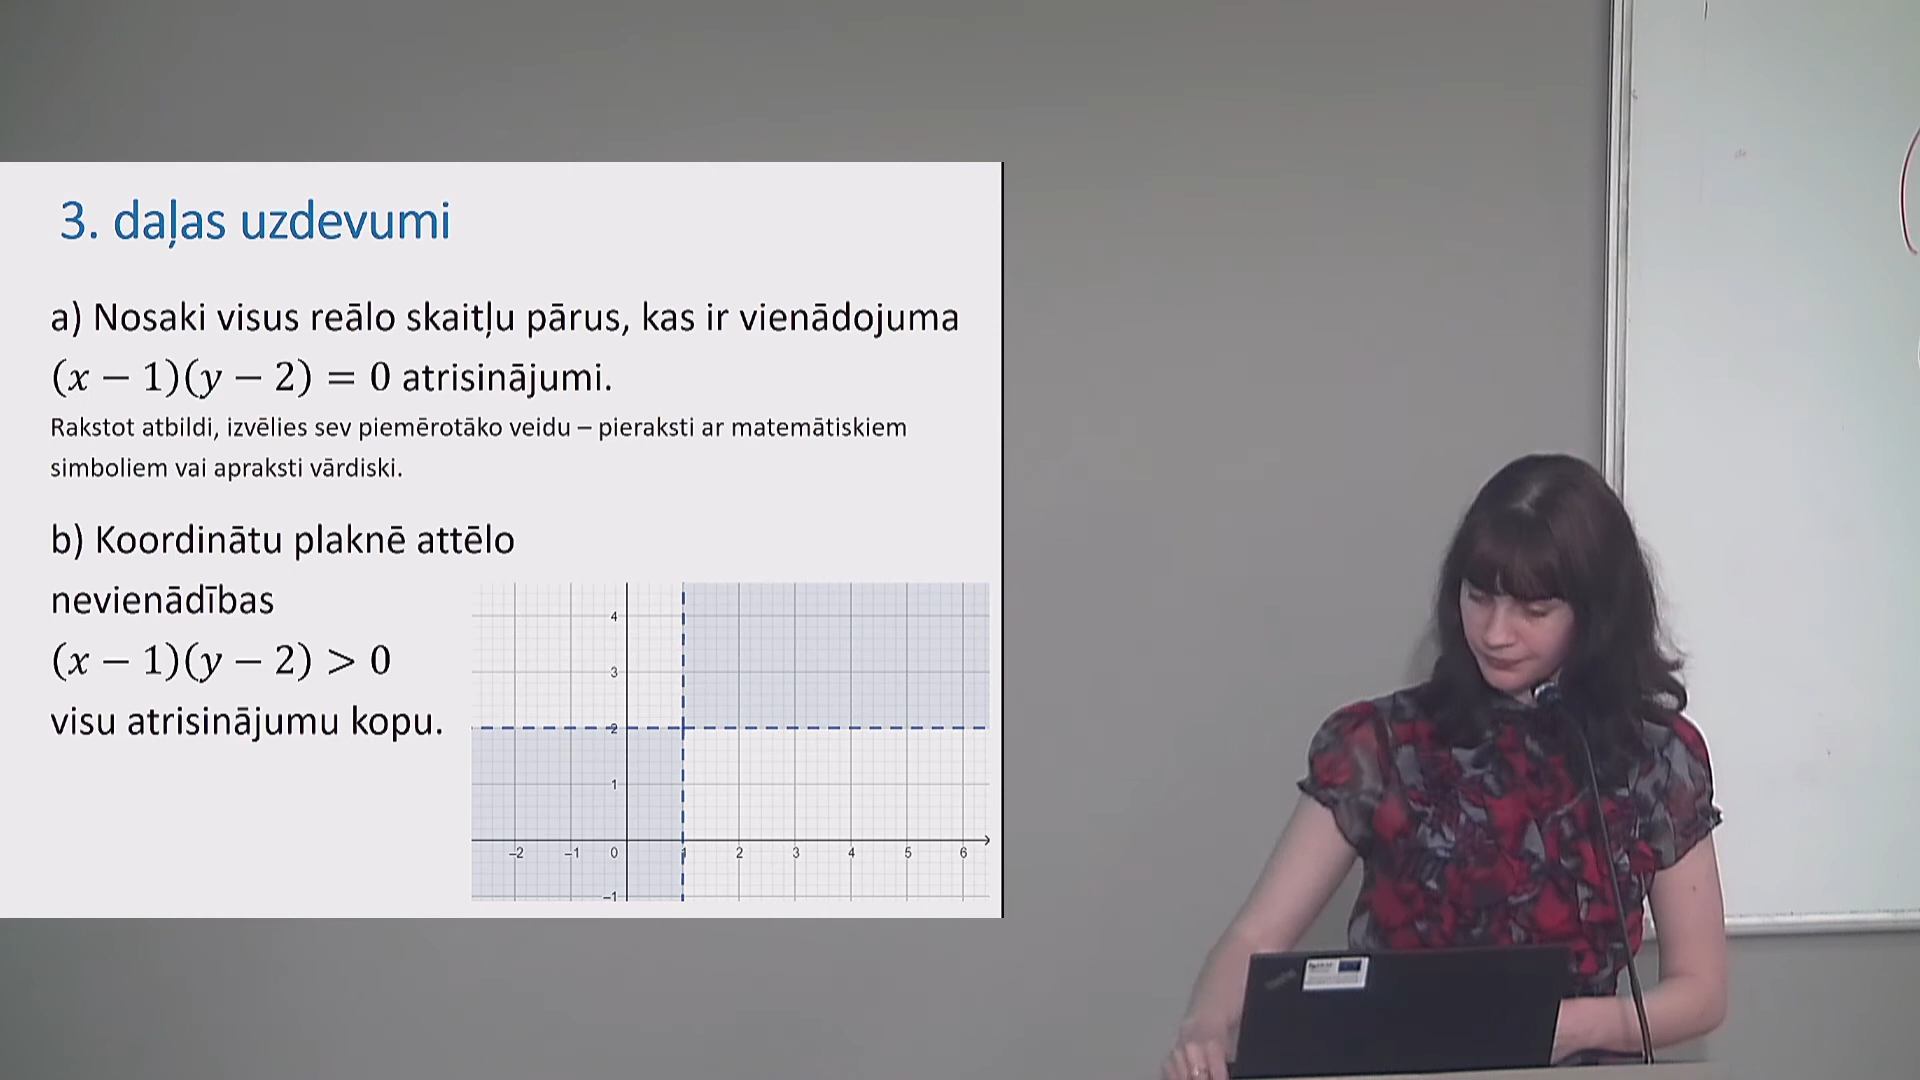 3. daļas uzdevumi
a) Nosaki visus reālo skaitļu pārus, kas ir vienādojuma
(x − 1)(y − 2) = 0 atrisinājumi.
Rakstot atbildi, izvēlies sev piemērotāko veidu – pieraksti ar matemātiskiem
simboliem vai apraksti vārdiski.
b) Koordinātu plaknē attēlo
nevienādības
(x − 1)(y − 2) > 0
visu atrisinājumu kopu.
4
3
2
1
−2 −1 0 1 2 3 4 5 6
−1